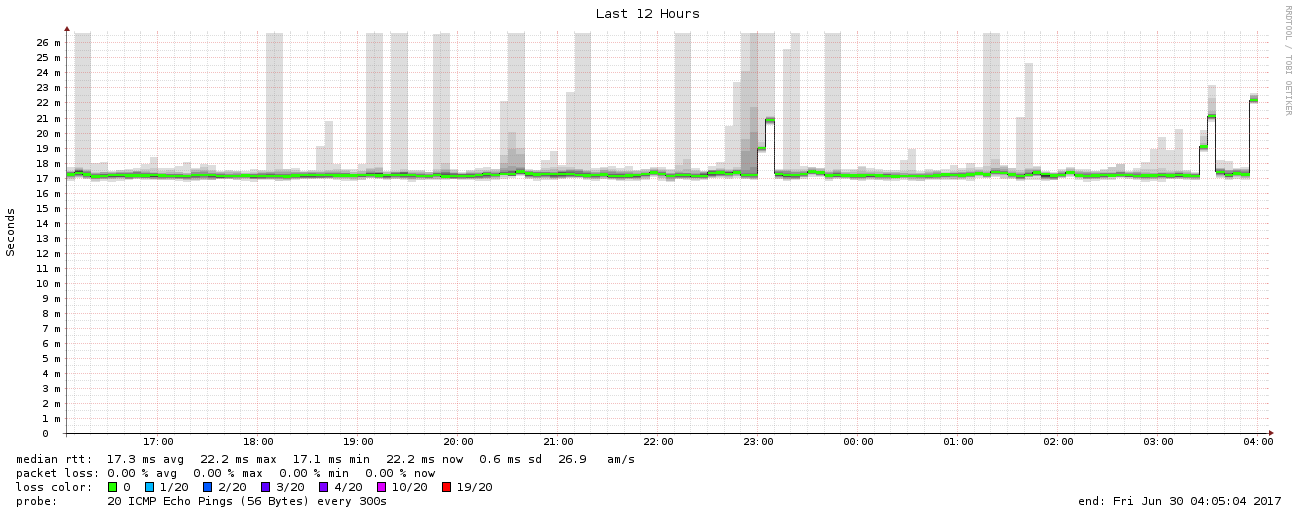 Last 12 Hours
RRDTOOL / TOBI OETIKER
26 m
25 m
24 m
23 m
22 m
21 m
20 m
19 m
18 m
17 m
16 m
15 m
14 m
13 m
12 m
11 m
10 m
9 m
8 m
7 m
6 m
5 m
4 m
3 m
2 m
1 m
0
Seconds
17:00 18:00 19:00 20:00 21:00 22:00 23:00 00:00 01:00 02:00 03:00 04:00
median rtt: 17.3 ms avg 22.2 ms max 17.1 ms min 22.2 ms now 0.6 ms sd 26.9 am/s
packet loss: 0.00 % avg 0.00 % max 0.00 % min 0.00 % now
loss color: 0 1/20 2/20 3/20 4/20 10/20 19/20
probe: 20 ICMP Echo Pings (56 Bytes) every 300s end: Fri Jun 30 04:05:04 2017